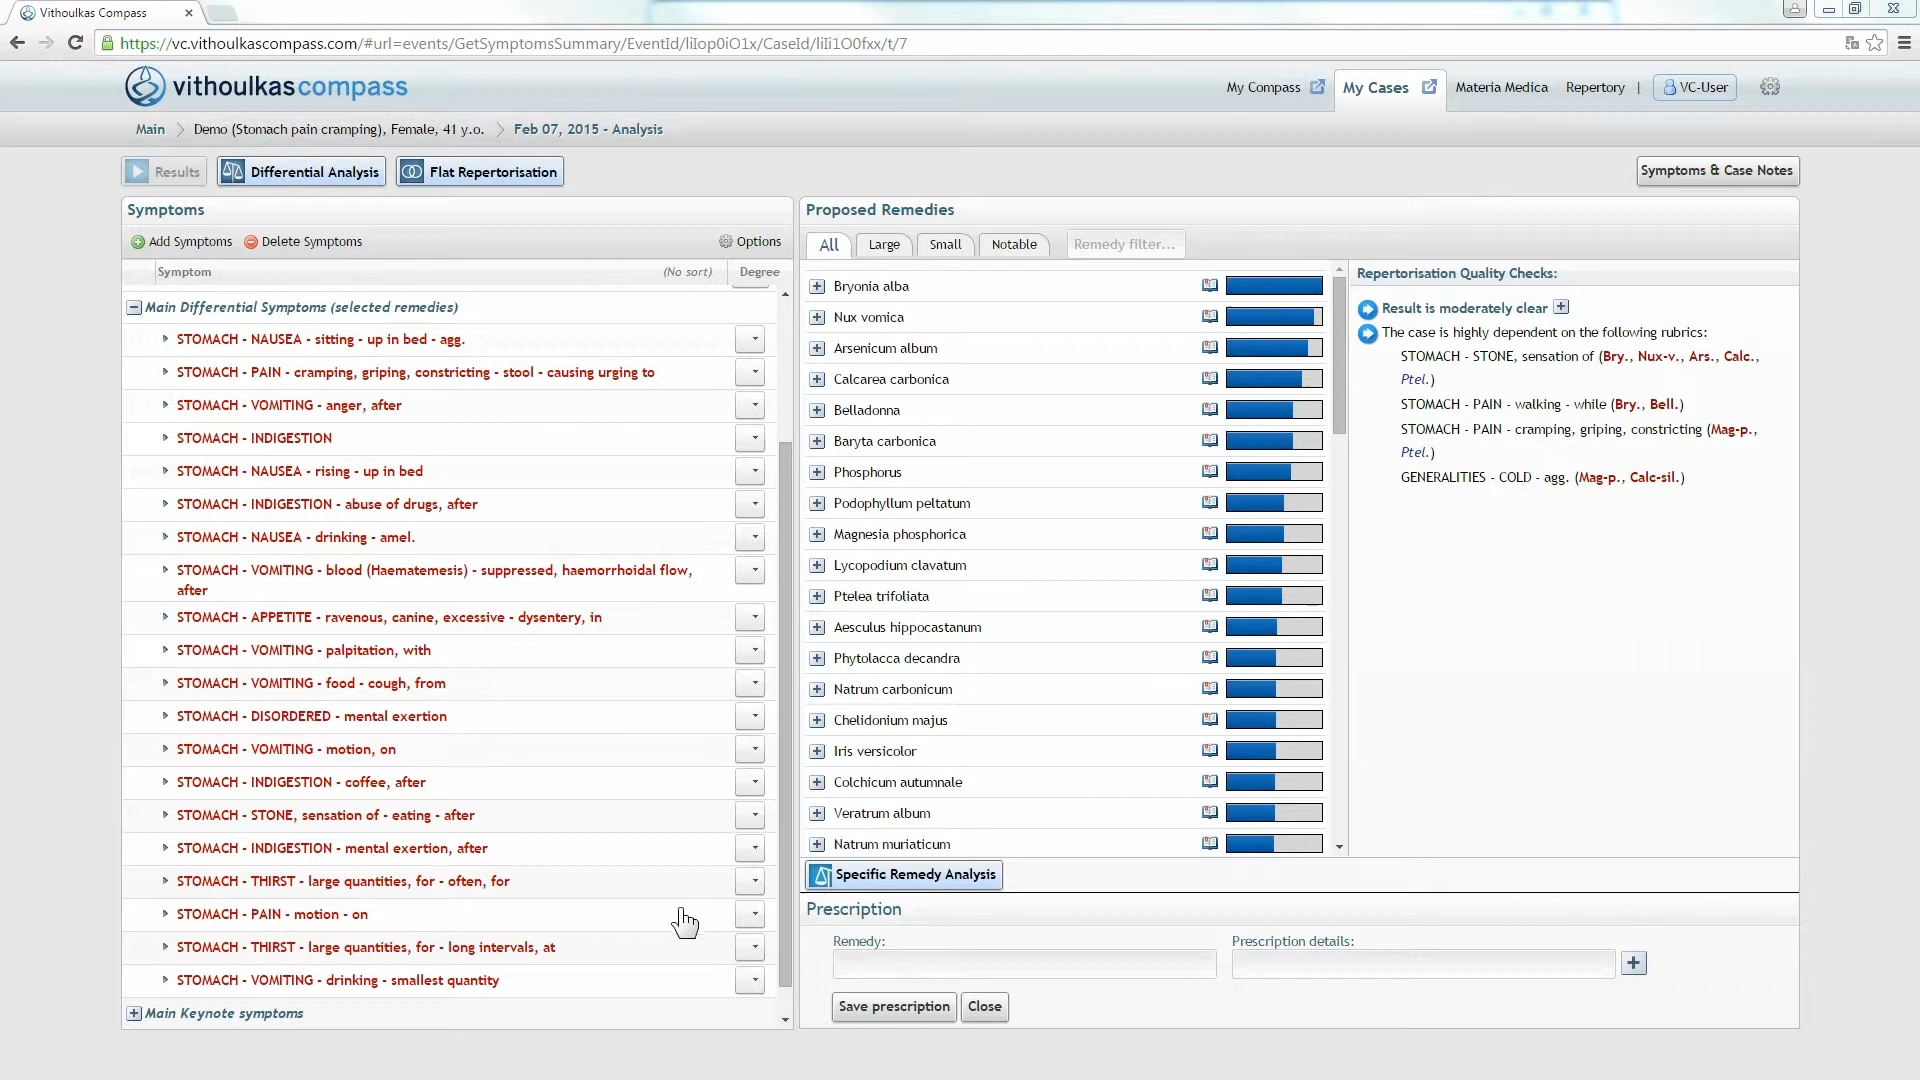 Vithoulkas Compass
https://vc.vithoulkascompass.com/#url=events/GetSymptomsSummary/EventId/liIop0iO1x/CaseId/liIi1O0fxx/t/7
vithoulkascompass
My Compass
My Cases
Materia Medica
Repertory
|
VC-User
Main
Demo (Stomach pain cramping), Female, 41 y.o.
Feb 07, 2015 - Analysis
Results
Differential Analysis
Flat Repertorisation
Symptoms & Case Notes
Symptoms
Add Symptoms
Delete Symptoms
Options
Symptom
(No sort)
Degree
Main Differential Symptoms (selected remedies)
STOMACH - NAUSEA - sitting - up in bed - agg.
STOMACH - PAIN - cramping, griping, constricting - stool - causing urging to
STOMACH - VOMITING - anger, after
STOMACH - INDIGESTION
STOMACH - NAUSEA - rising - up in bed
STOMACH - INDIGESTION - abuse of drugs, after
STOMACH - NAUSEA - drinking - amel.
STOMACH - VOMITING - blood (Haematemesis) - suppressed, haemorrhoidal flow,
after
STOMACH - APPETITE - ravenous, canine, excessive - dysentery, in
STOMACH - VOMITING - palpitation, with
STOMACH - VOMITING - food - cough, from
STOMACH - DISORDERED - mental exertion
STOMACH - VOMITING - motion, on
STOMACH - INDIGESTION - coffee, after
STOMACH - STONE, sensation of - eating - after
STOMACH - INDIGESTION - mental exertion, after
STOMACH - THIRST - large quantities, for - often, for
STOMACH - PAIN - motion - on
STOMACH - THIRST - large quantities, for - long intervals, at
STOMACH - VOMITING - drinking - smallest quantity
Main Keynote symptoms
Proposed Remedies
All
Large
Small
Notable
Remedy filter...
Bryonia alba
Nux vomica
Arsenicum album
Calcarea carbonica
Belladonna
Baryta carbonica
Phosphorus
Podophyllum peltatum
Magnesia phosphorica
Lycopodium clavatum
Ptelea trifoliata
Aesculus hippocastanum
Phytolacca decandra
Natrum carbonicum
Chelidonium majus
Iris versicolor
Colchicum autumnale
Veratrum album
Natrum muriaticum
Repertorisation Quality Checks:
Result is moderately clear
The case is highly dependent on the following rubrics:
STOMACH - STONE, sensation of (Bry., Nux-v., Ars., Calc.,
Ptel.)
STOMACH - PAIN - walking - while (Bry., Bell.)
STOMACH - PAIN - cramping, griping, constricting (Mag-p.,
Ptel.)
GENERALITIES - COLD - agg. (Mag-p., Calc-sil.)
Specific Remedy Analysis
Prescription
Remedy:
Prescription details:
Save prescription
Close